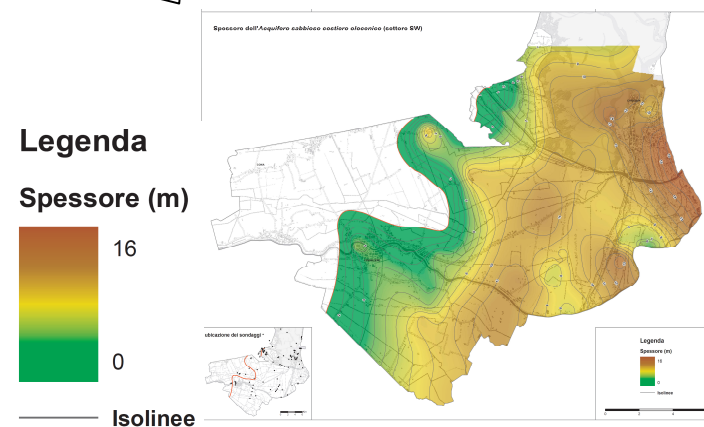 Spessore dell'Acquifero sabbioso costiero olocenico (settore SW)
Legenda
Spessore (m)
16
0
Isolinee
ubicazione dei sondaggi
Legenda
Spessore (m)
16
0
Isolinee